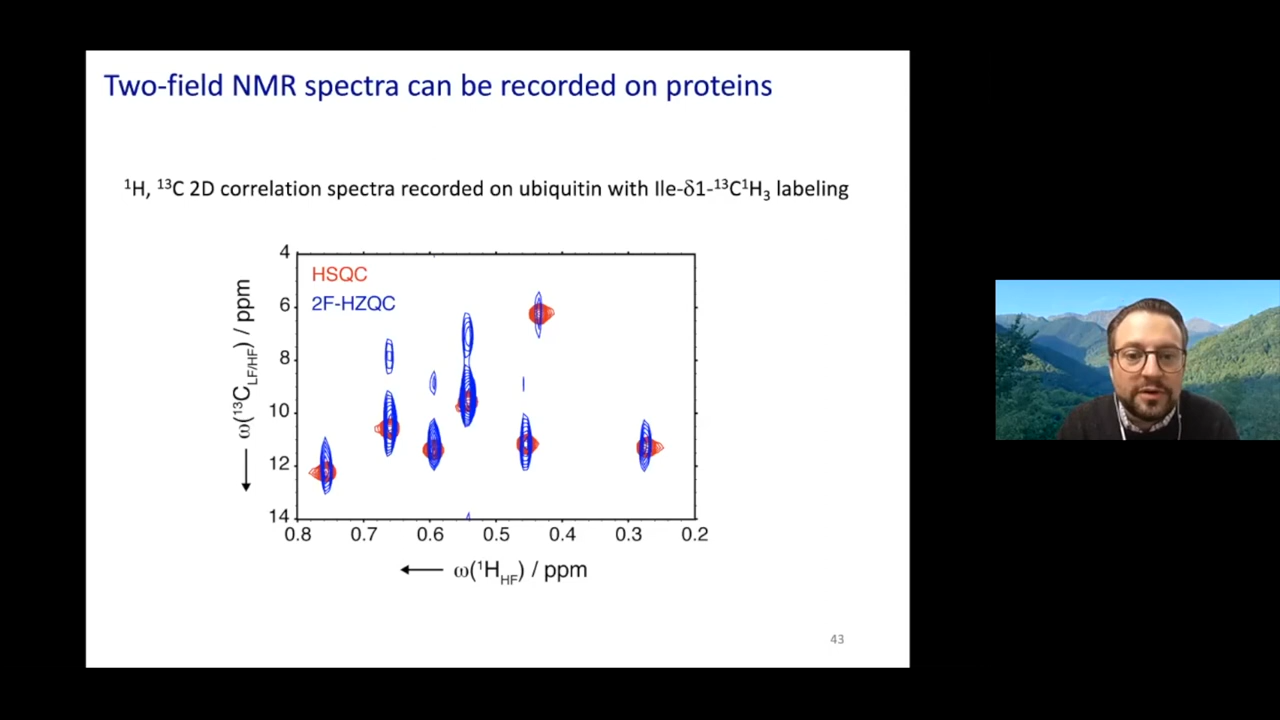 Two-field NMR spectra can be recorded on proteins
¹H, ¹³C 2D correlation spectra recorded on ubiquitin with Ile-δ1-¹³C¹H₃ labeling
HSQC
2F-HZQC
4
6
8
10
12
14
ω(¹³C_LF/HF) / ppm
0.8 0.7 0.6 0.5 0.4 0.3 0.2
ω(¹H_HF) / ppm
43